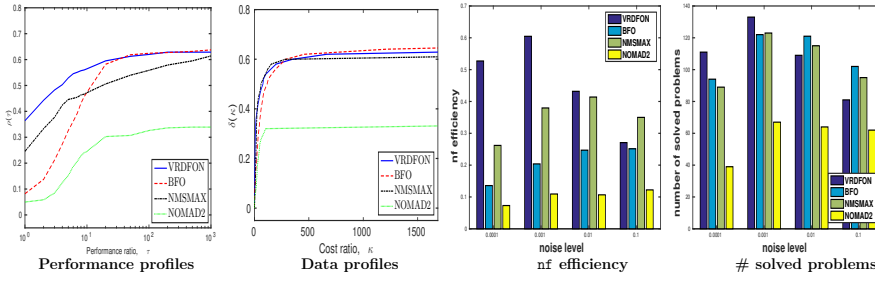 0.8
0.7
0.6
0.5
0.4
0.3
0.2
0.1
0
ρ(τ)
VRDFON
BFO
NMSMAX
NOMAD2
10^0 10^1 10^2 10^3
Performance ratio, τ
Performance profiles
0.8
0.6
0.4
0.2
0
δ(κ)
VRDFON
BFO
NMSMAX
NOMAD2
0 500 1000 1500
Cost ratio, κ
Data profiles
0.7
0.6
0.5
0.4
0.3
0.2
0.1
0
nf efficiency
VRDFON
BFO
NMSMAX
NOMAD2
0.0001 0.001 0.01 0.1
noise level
nf efficiency
140
120
100
80
60
40
20
0
number of solved problems
VRDFON
BFO
NMSMAX
NOMAD2
0.0001 0.001 0.01 0.1
noise level
# solved problems